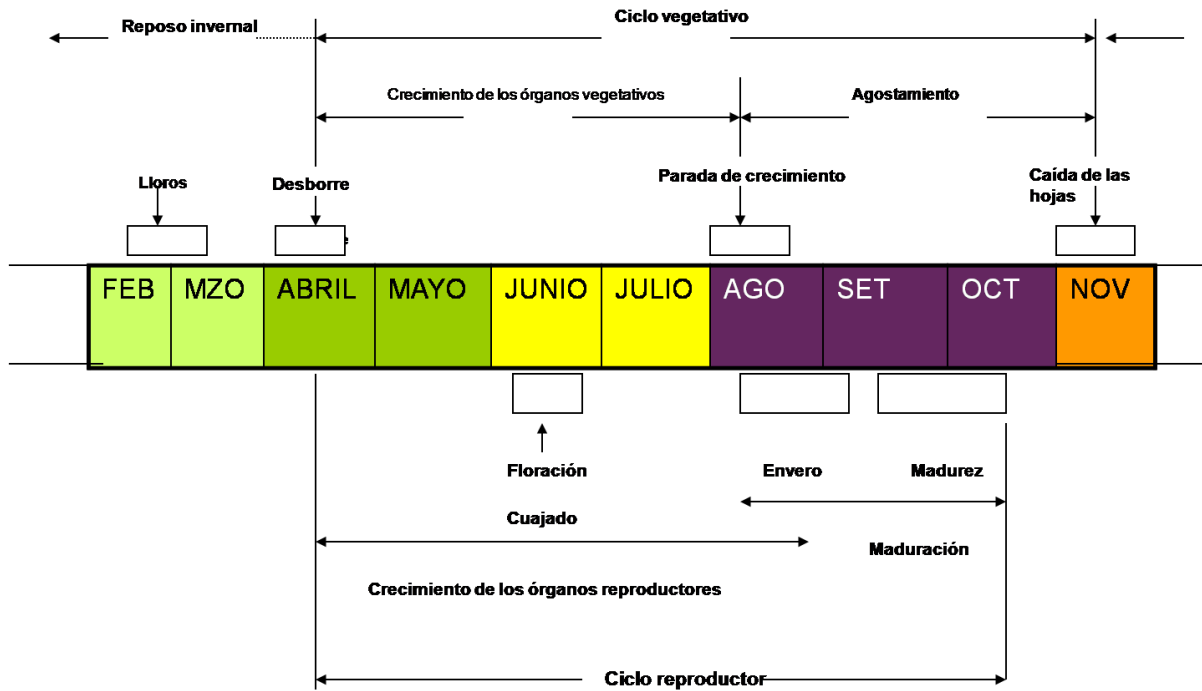 Ciclo vegetativo
Reposo invernal
Crecimiento de los órganos vegetativos
Agostamiento
Lloros
Desborre
Parada de crecimiento
Caída de las
hojas
FEB MZO ABRIL MAYO JUNIO JULIO AGO SET OCT NOV
Floración
Envero
Madurez
Cuajado
Maduración
Crecimiento de los órganos reproductores
Ciclo reproductor